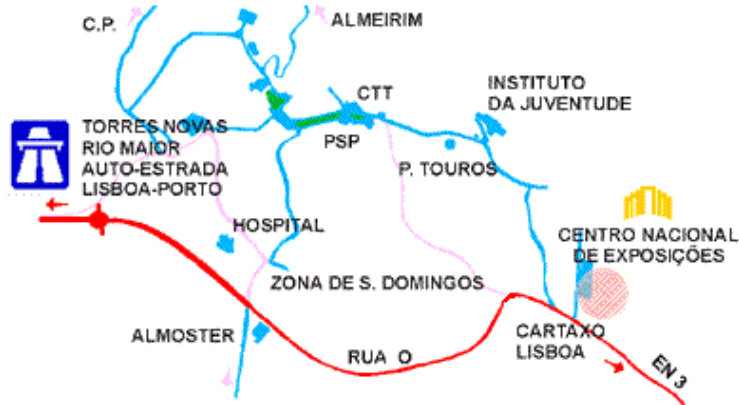 C.P.
ALMEIRIM
CTT
INSTITUTO
DA JUVENTUDE
TORRES NOVAS
RIO MAIOR
AUTO-ESTRADA
LISBOA-PORTO
PSP
P. TOUROS
HOSPITAL
CENTRO NACIONAL
DE EXPOSIÇÕES
ZONA DE S. DOMINGOS
ALMOSTER
RUA O
CARTAXO
LISBOA
EN 3